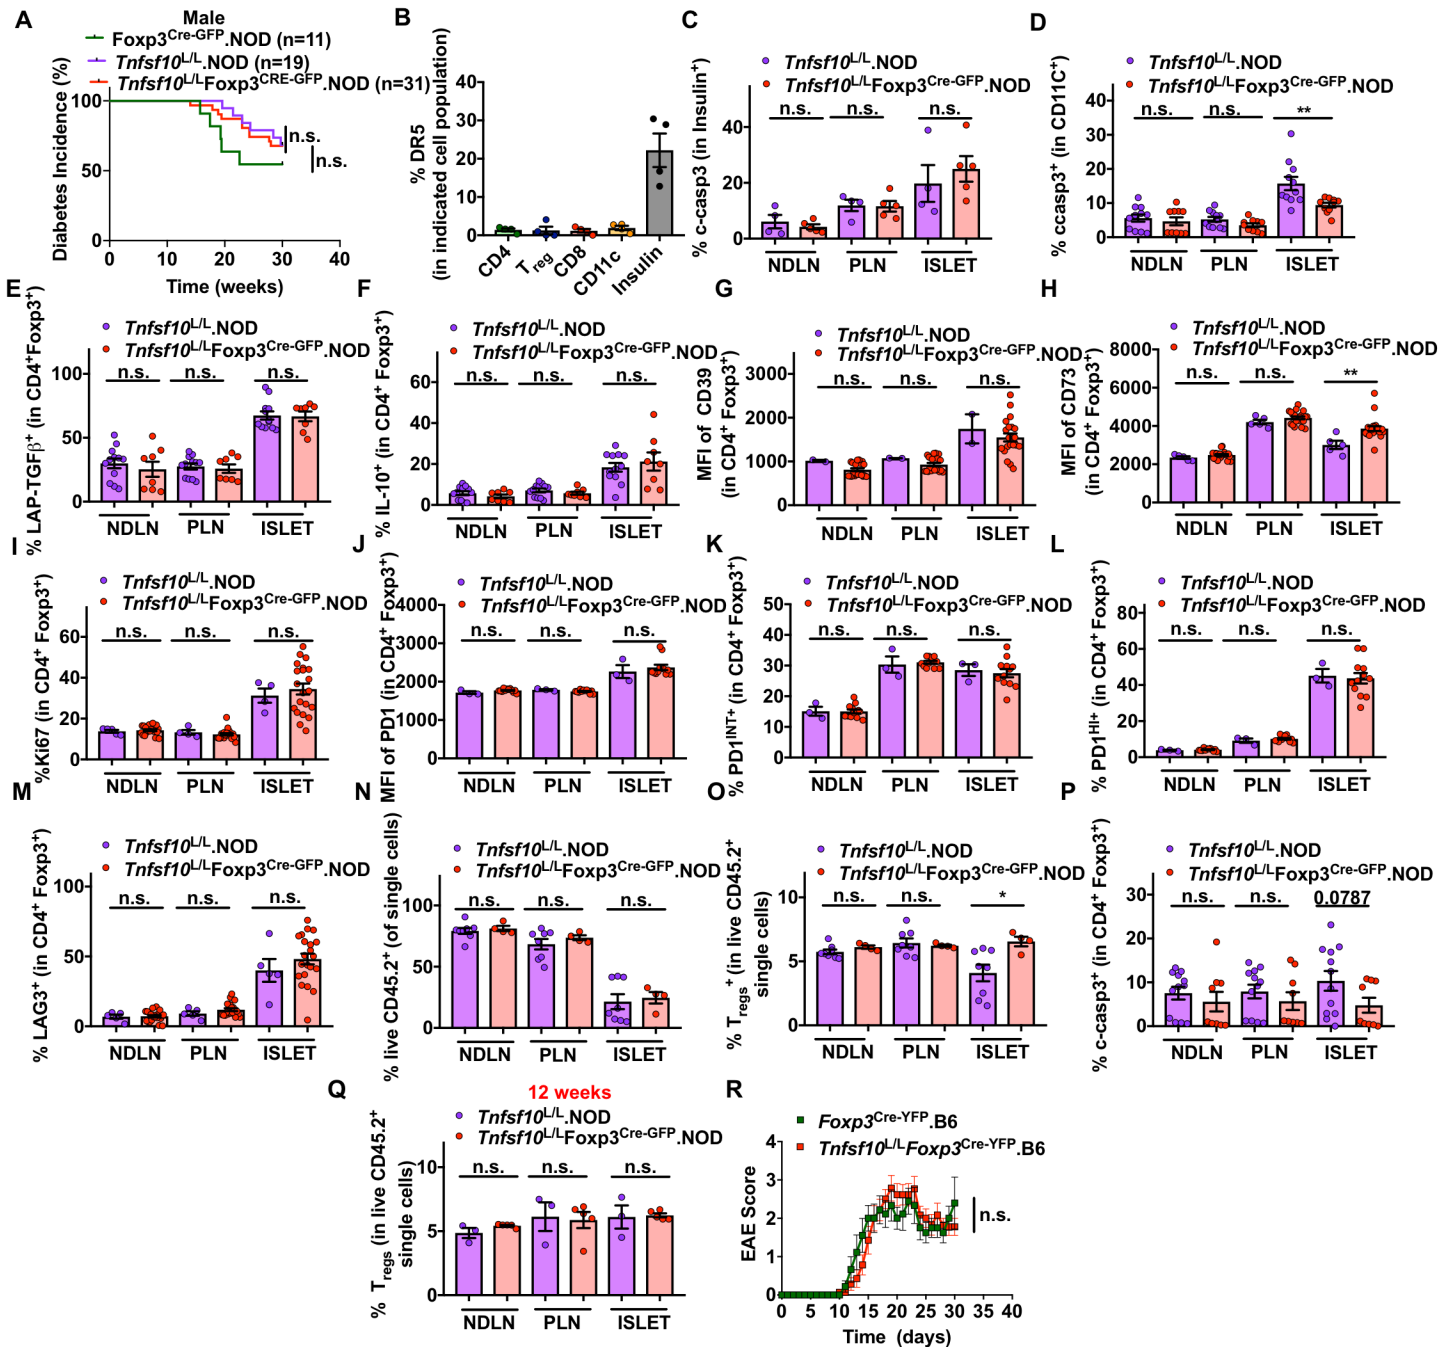 A
Male
Foxp3Cre-GFP.NOD (n=11)
Tnfsf10L/L.NOD (n=19)
Tnfsf10L/LFoxp3CRE-GFP.NOD (n=31)
Diabetes Incidence (%)
100
50
0
0 10 20 30 40
Time (weeks)
n.s.
n.s.
B
% DR5
(in indicated cell population)
40
30
20
10
0
CD4
Treg
CD8
CD11c
Insulin
C
Tnfsf10L/L.NOD
Tnfsf10L/LFoxp3Cre-GFP.NOD
% c-casp3 (in Insulin+)
40
20
0
n.s. n.s. n.s.
NDLN PLN ISLET
D
Tnfsf10L/L.NOD
Tnfsf10L/LFoxp3Cre-GFP.NOD
% ccasp3+ (in CD11C+)
40
30
20
10
0
n.s. n.s. **
NDLN PLN ISLET
E
Tnfsf10L/L.NOD
Tnfsf10L/LFoxp3Cre-GFP.NOD
% LAP-TGFβ+ (in CD4+Foxp3+)
100
50
0
n.s. n.s. n.s.
NDLN PLN ISLET
F
Tnfsf10L/L.NOD
Tnfsf10L/LFoxp3Cre-GFP.NOD
% IL-10+ (in CD4+ Foxp3+)
60
40
20
0
n.s. n.s. n.s.
NDLN PLN ISLET
G
Tnfsf10L/L.NOD
Tnfsf10L/LFoxp3Cre-GFP.NOD
MFI of CD39
(in CD4+ Foxp3+)
3000
2000
1000
0
n.s. n.s. n.s.
NDLN PLN ISLET
H
Tnfsf10L/L.NOD
Tnfsf10L/LFoxp3Cre-GFP.NOD
MFI of CD73
(in CD4+ Foxp3+)
8000
6000
4000
2000
0
n.s. n.s. **
NDLN PLN ISLET
I
Tnfsf10L/L.NOD
Tnfsf10L/LFoxp3Cre-GFP.NOD
%Ki67 (in CD4+ Foxp3+)
60
40
20
0
n.s. n.s. n.s.
NDLN PLN ISLET
J
Tnfsf10L/L.NOD
Tnfsf10L/LFoxp3Cre-GFP.NOD
MFI of PD1 (in CD4+ Foxp3+)
4000
3000
2000
1000
0
n.s. n.s. n.s.
NDLN PLN ISLET
K
Tnfsf10L/L.NOD
Tnfsf10L/LFoxp3Cre-GFP.NOD
% PD1INT+ (in CD4+ Foxp3+)
50
40
30
20
10
0
n.s. n.s. n.s.
NDLN PLN ISLET
L
Tnfsf10L/L.NOD
Tnfsf10L/LFoxp3Cre-GFP.NOD
% PD1HI+ (in CD4+ Foxp3+)
80
60
40
20
0
n.s. n.s. n.s.
NDLN PLN ISLET
M
Tnfsf10L/L.NOD
Tnfsf10L/LFoxp3Cre-GFP.NOD
% LAG3+ (in CD4+ Foxp3+)
100
50
0
n.s. n.s. n.s.
NDLN PLN ISLET
N
Tnfsf10L/L.NOD
Tnfsf10L/LFoxp3Cre-GFP.NOD
% live CD45.2+ (of single cells)
100
50
0
n.s. n.s. n.s.
NDLN PLN ISLET
O
Tnfsf10L/L.NOD
Tnfsf10L/LFoxp3Cre-GFP.NOD
% Tregs+ (in live CD45.2+
single cells)
10
5
0
n.s. n.s. *
NDLN PLN ISLET
P
Tnfsf10L/L.NOD
Tnfsf10L/LFoxp3Cre-GFP.NOD
% c-casp3+ (in CD4+ Foxp3+)
30
20
10
0
n.s. n.s. 0.0787
NDLN PLN ISLET
Q
12 weeks
Tnfsf10L/L.NOD
Tnfsf10L/LFoxp3Cre-GFP.NOD
% Tregs (in live CD45.2+
single cells)
10
5
0
n.s. n.s. n.s.
NDLN PLN ISLET
R
Foxp3Cre-YFP.B6
Tnfsf10L/LFoxp3Cre-YFP.B6
EAE Score
4
3
2
1
0
n.s.
0 5 10 15 20 25 30 35 40
Time (days)